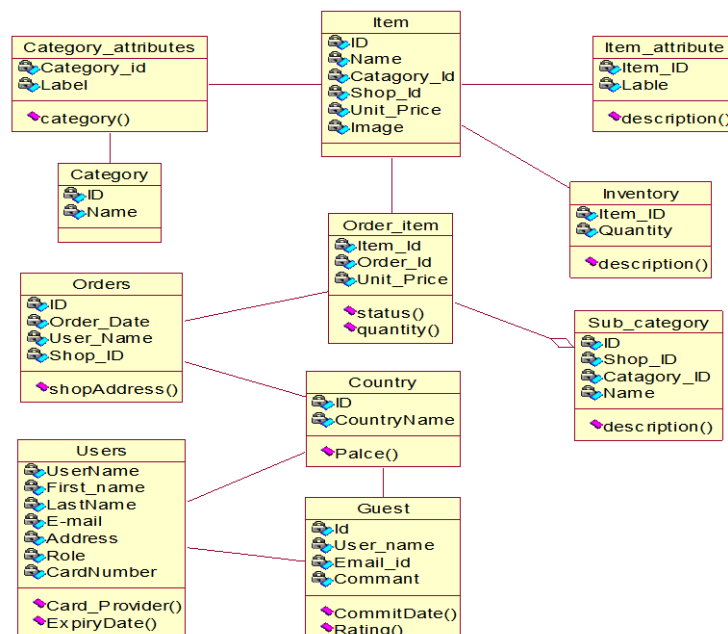 Category_attributes
Category_id
Label
category()
Item
ID
Name
Catagory_Id
Shop_Id
Unit_Price
Image
Item_attribute
Item_ID
Lable
description()
Category
ID
Name
Inventory
Item_ID
Quantity
description()
Order_item
Item_Id
Order_Id
Unit_Price
status()
quantity()
Orders
ID
Order_Date
User_Name
Shop_ID
shopAddress()
Sub_category
ID
Shop_ID
Catagory_ID
Name
description()
Country
ID
CountryName
Palce()
Users
UserName
First_name
LastName
E-mail
Address
Role
CardNumber
Card_Provider()
ExpiryDate()
Guest
Id
User_name
Email_id
Commant
CommitDate()
Rating()